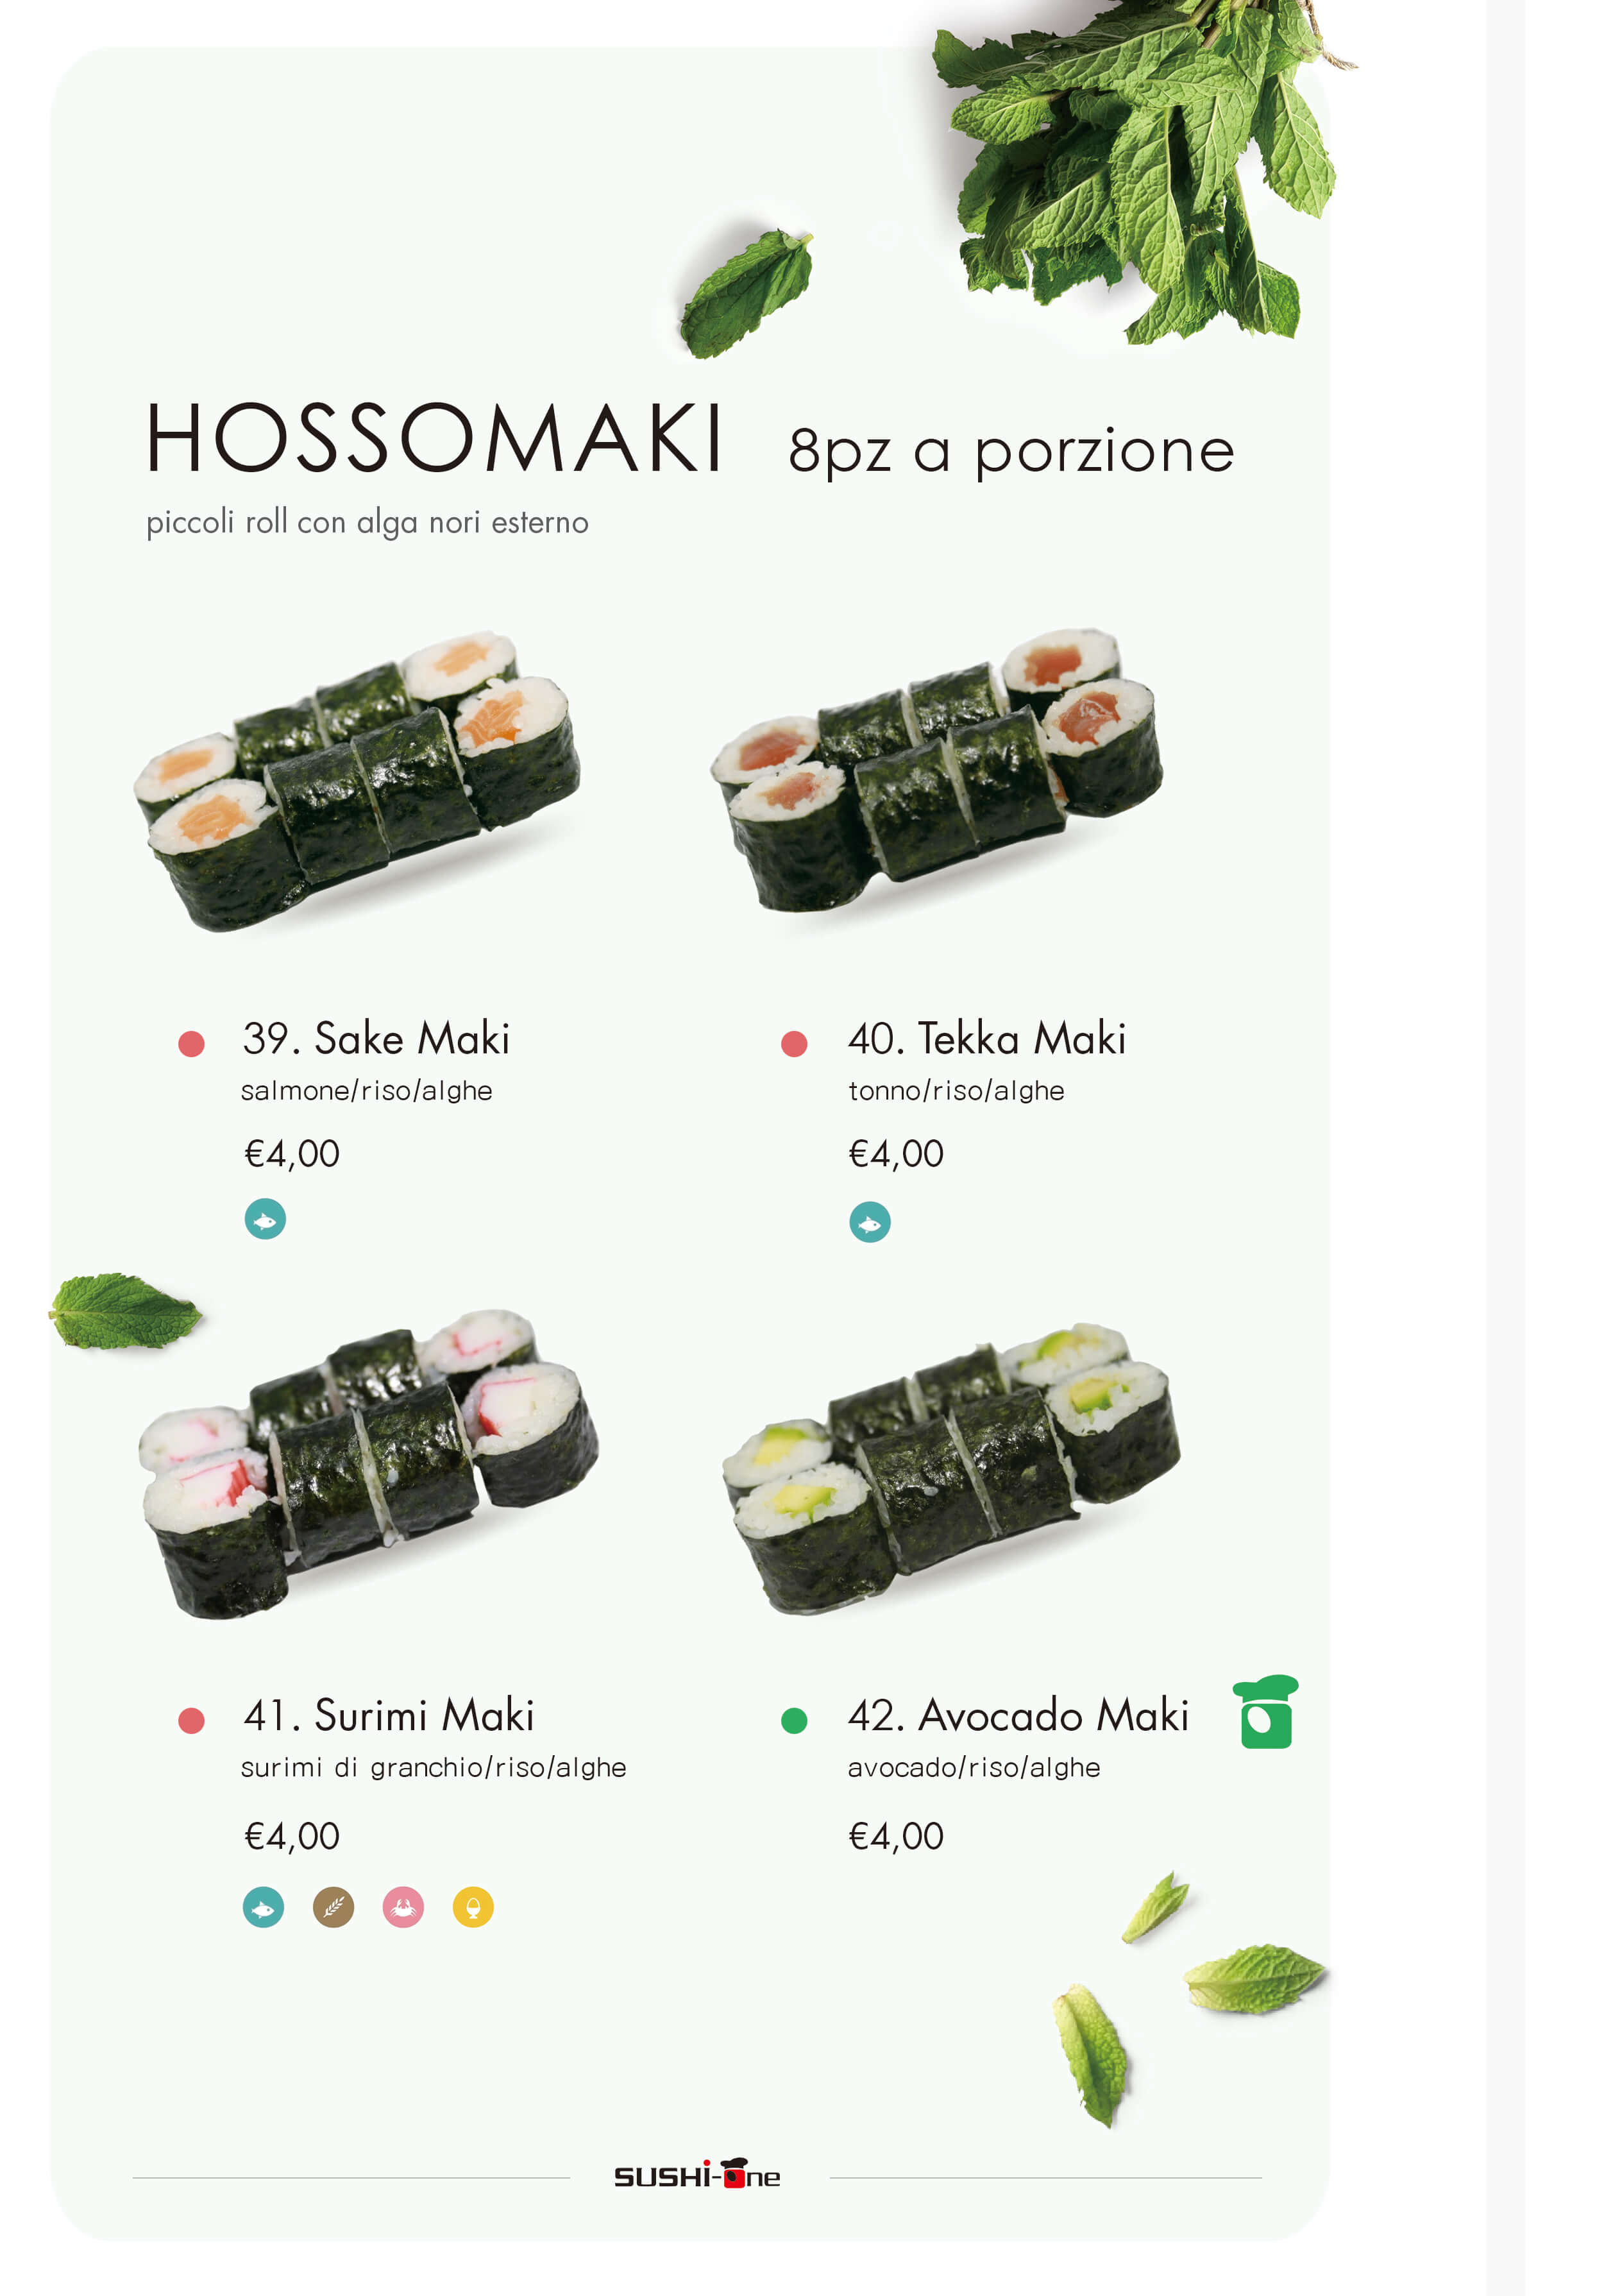 HOSSOMAKI 8pz a porzione
piccoli roll con alga nori esterno
39. Sake Maki
salmone/riso/alghe
€4,00
40. Tekka Maki
tonno/riso/alghe
€4,00
41. Surimi Maki
surimi di granchio/riso/alghe
€4,00
42. Avocado Maki
avocado/riso/alghe
€4,00
SUSHi-One